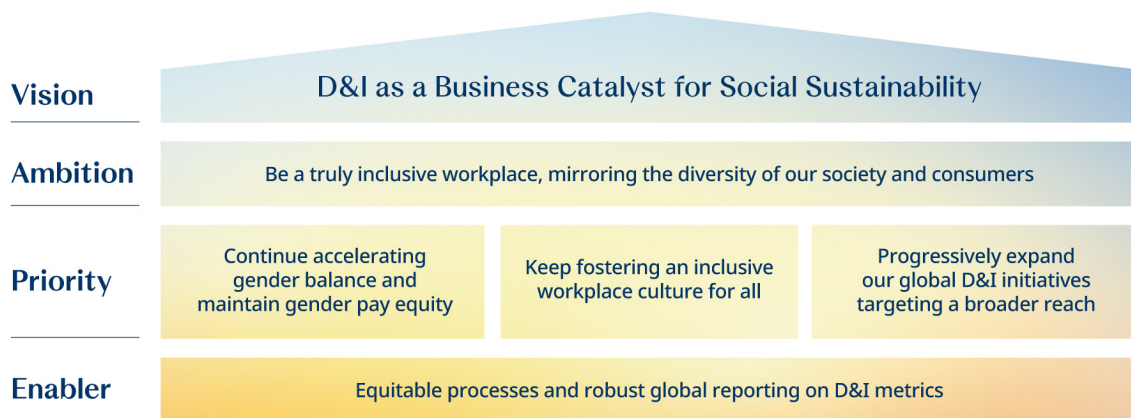 Vision
D&I as a Business Catalyst for Social Sustainability
Ambition
Be a truly inclusive workplace, mirroring the diversity of our society and consumers
Priority
Continue accelerating
gender balance and
maintain gender pay equity
Keep fostering an inclusive
workplace culture for all
Progressively expand
our global D&I initiatives
targeting a broader reach
Enabler
Equitable processes and robust global reporting on D&I metrics